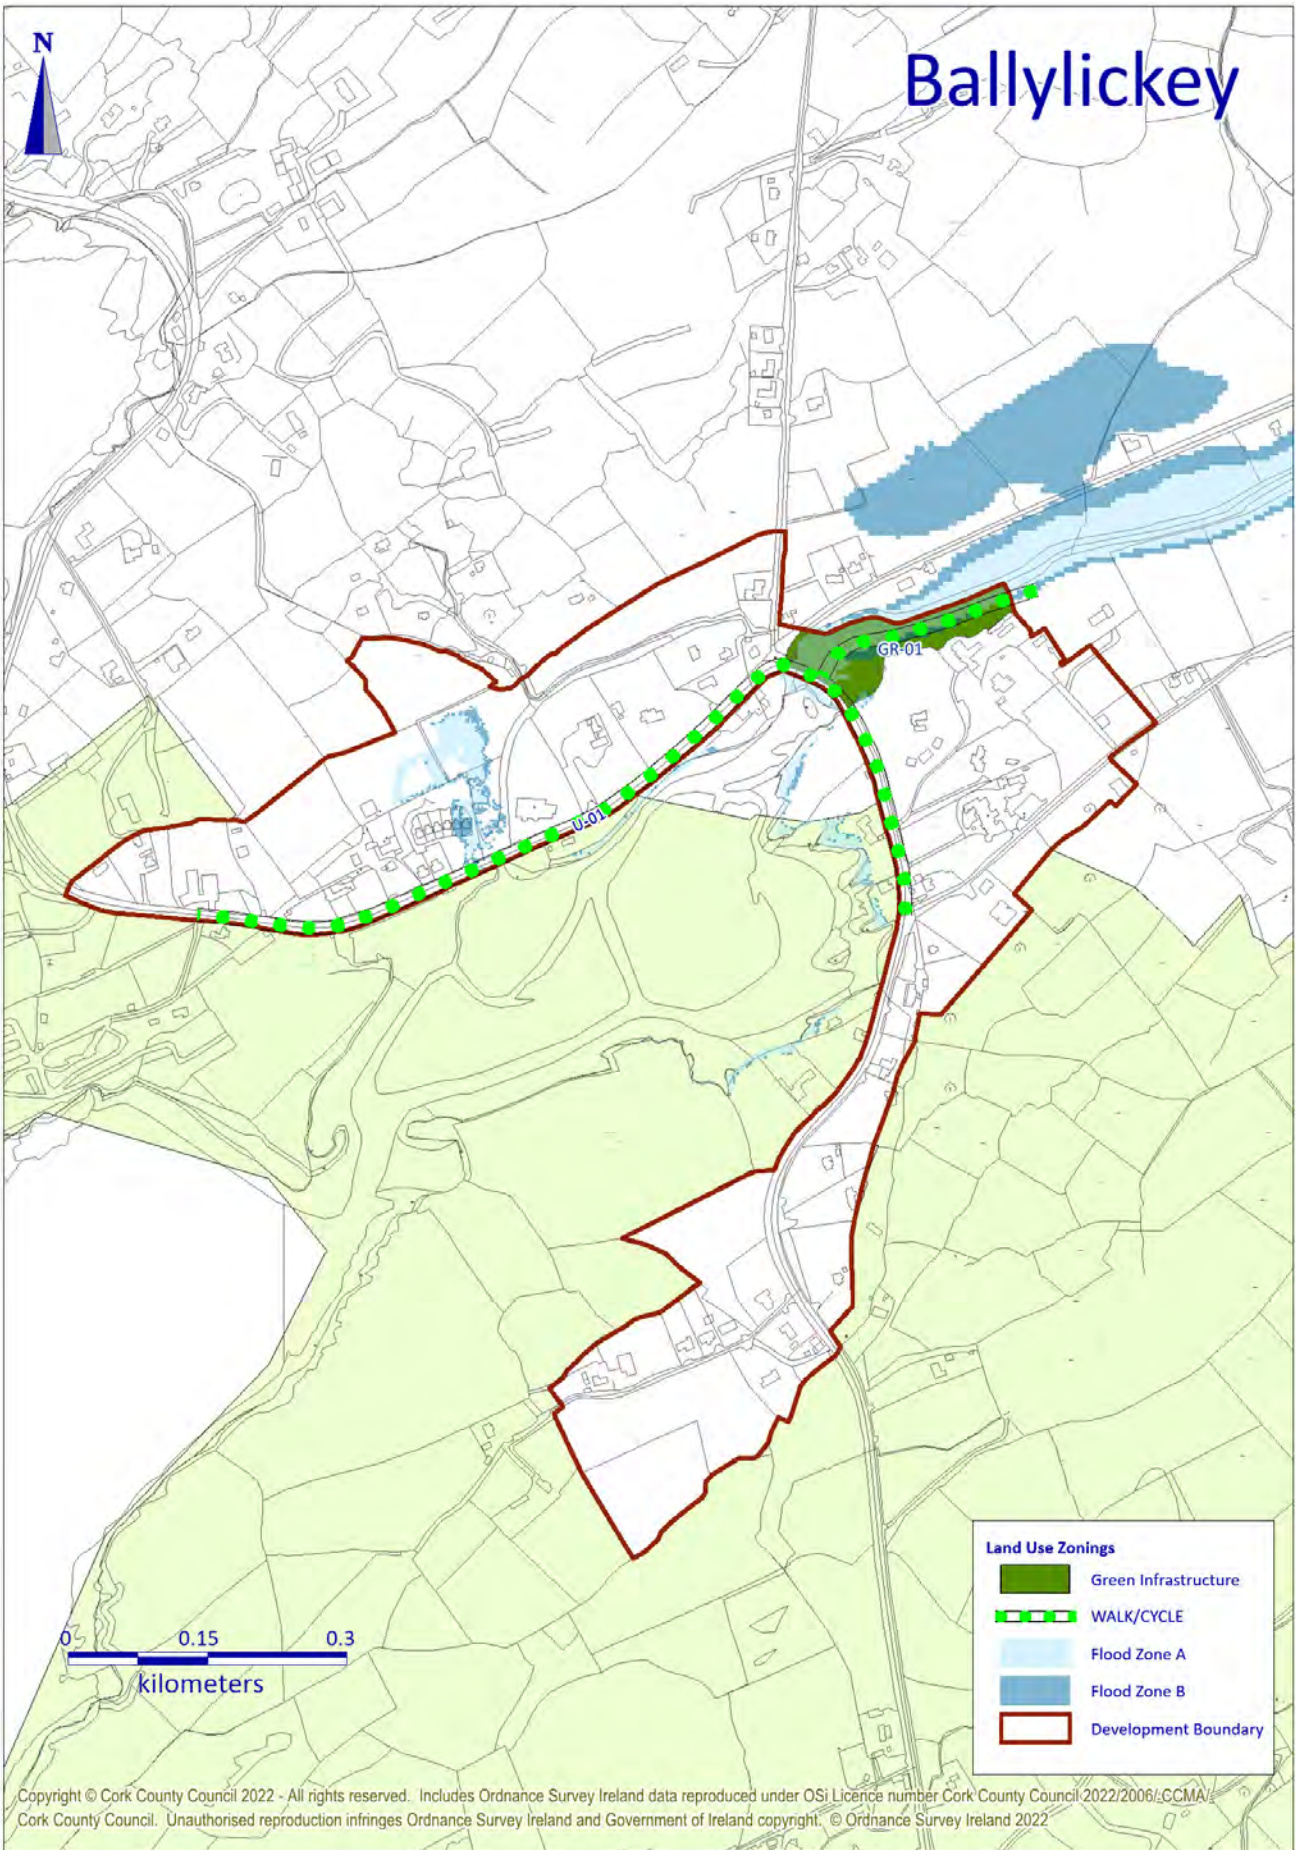 N
Ballylickey
GR-01
U-01
Land Use Zonings
Green Infrastructure
WALK/CYCLE
Flood Zone A
Flood Zone B
Development Boundary
0 0.15 0.3
kilometers
Copyright © Cork County Council 2022 - All rights reserved. Includes Ordnance Survey Ireland data reproduced under OSi Licence number Cork County Council 2022/2006/ CCMA/
Cork County Council. Unauthorised reproduction infringes Ordnance Survey Ireland and Government of Ireland copyright. © Ordnance Survey Ireland 2022